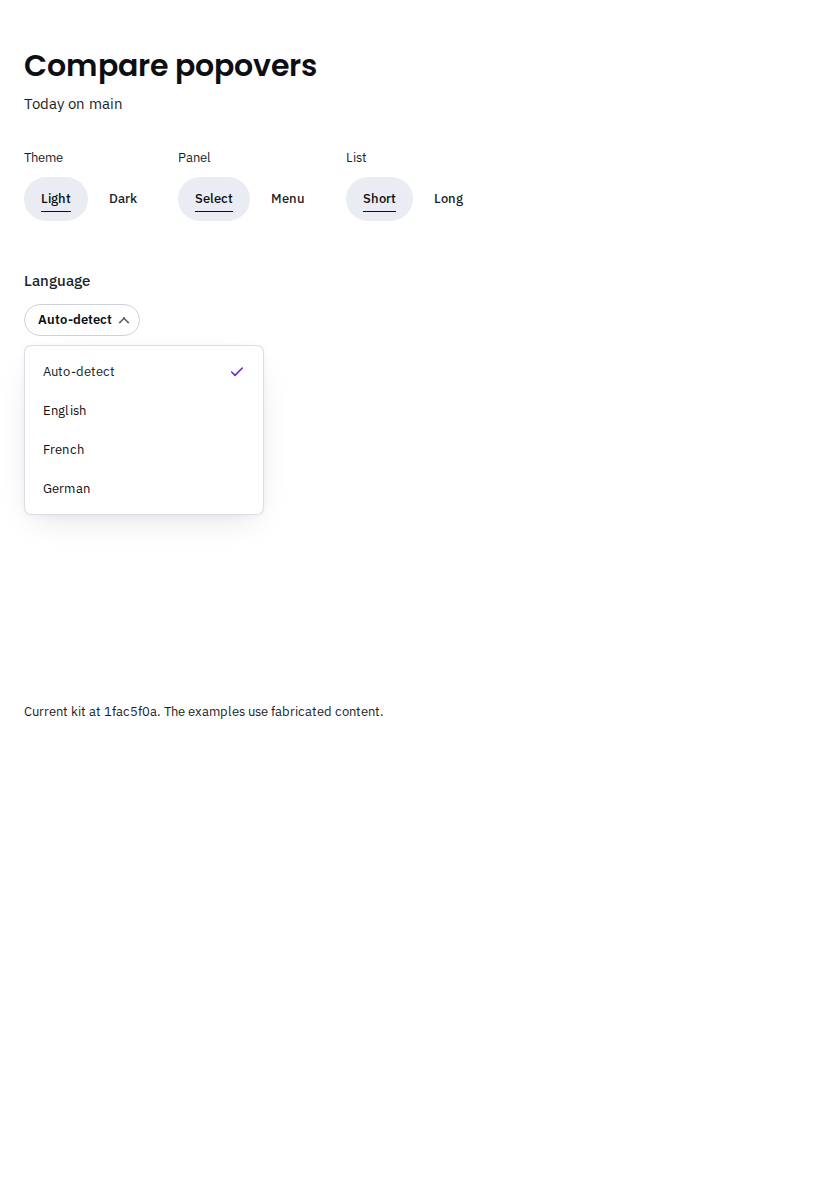 Compare popovers
Today on main
Theme
Panel
List
Light
Dark
Select
Menu
Short
Long
Language
Auto-detect
Auto-detect
English
French
German
Current kit at 1fac5f0a. The examples use fabricated content.